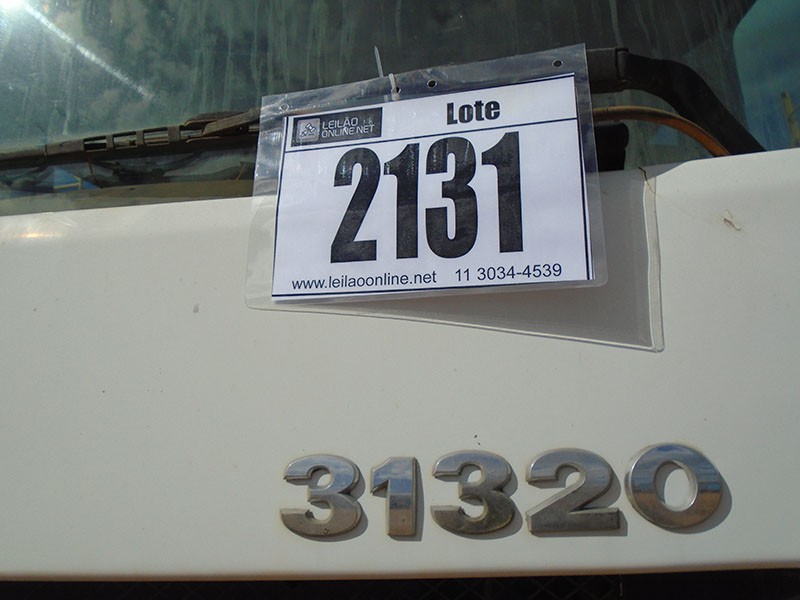 LEILÃO
ONLINE.NET
Lote
2131
www.leilaoonline.net 11 3034-4539
31320